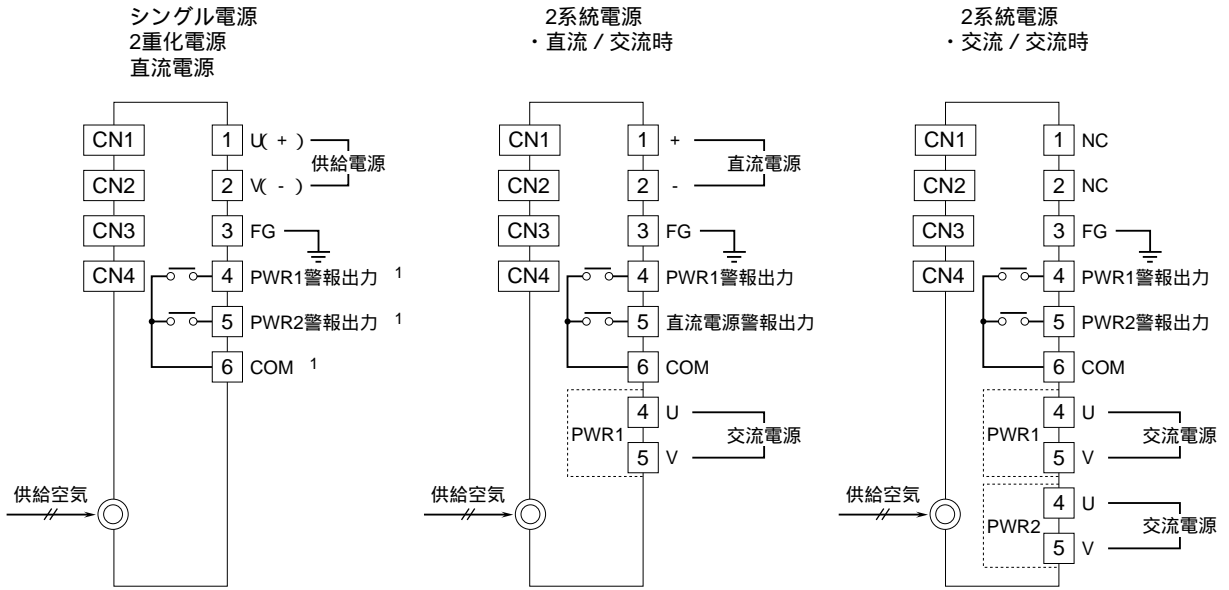 シングル電源
2重化電源
直流電源
CN1
CN2
CN3
CN4
1 U( + )
供給電源
2 V( - )
3 FG
4 PWR1警報出力 1
5 PWR2警報出力 1
6 COM 1
供給空気
2系統電源
・直流 / 交流時
CN1
CN2
CN3
CN4
1 +
直流電源
2 -
3 FG
4 PWR1警報出力
5 直流電源警報出力
6 COM
PWR1
4 U
交流電源
5 V
供給空気
2系統電源
・交流 / 交流時
CN1
CN2
CN3
CN4
1 NC
2 NC
3 FG
4 PWR1警報出力
5 PWR2警報出力
6 COM
PWR1
4 U
交流電源
5 V
PWR2
4 U
交流電源
5 V
供給空気